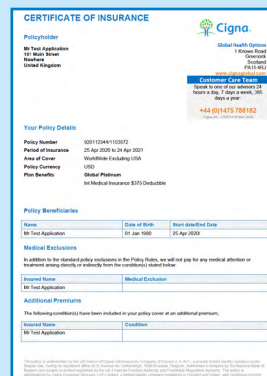 CERTIFICATE OF INSURANCE
Cigna.
Policyholder
Mr Test Application
101 Main Street
Nowhere
United Kingdom
Global Health Options
1 Knowe Road
Greenock
Scotland
PA15 4RJ
www.cignaglobal.com
Customer Care Team
Speak to one of our advisors 24
hours a day, 7 days a week, 365
days a year:
+44 (0)1475 788182
Your Policy Details
Policy Number
Period of Insurance 25 Apr 2020 to 24 Apr 2021
Area of Cover WorldWide Excluding USA
Policy Currency USD
Plan Benefits Global Platinum
Int Medical Insurance $375 Deductible
Policy Beneficiaries
Name Date of Birth Start date/End Date
Mr Test Application 01 Jan 1980 25 Apr 2020/
Medical Exclusions
In addition to the standard policy exclusions in the Policy Rules, we will not pay for any medical attention or
treatment arising directly or indirectly from the condition(s) stated below
Insured Name Medical Exclusion
Mr Test Application
Additional Premiums
The following condition(s) have been included in your policy cover at an additional premium,
Insured Name Condition
Mr Test Application